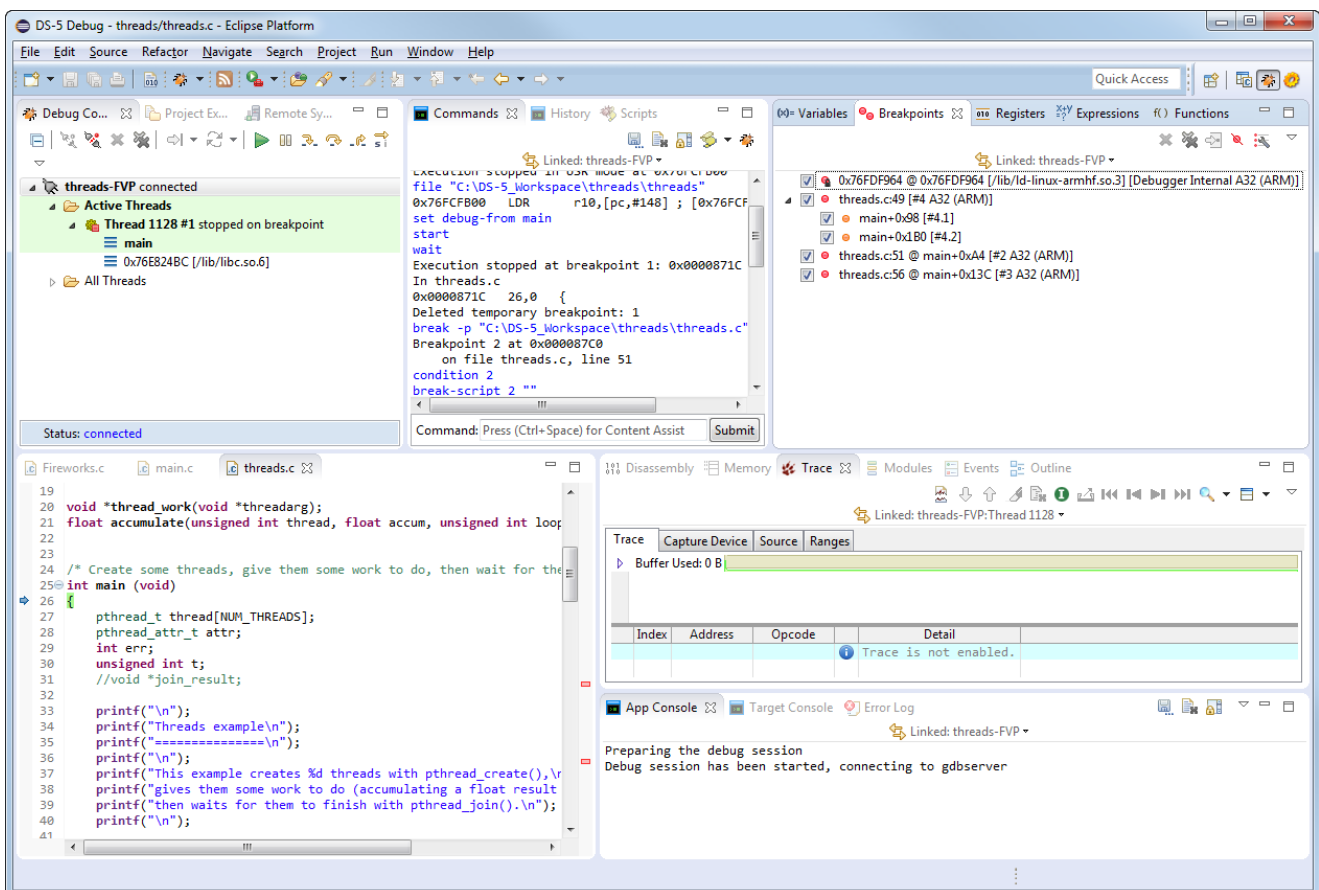 DS-5 Debug - threads/threads.c - Eclipse Platform
File Edit Source Refactor Navigate Search Project Run Window Help
Quick Access
Debug Co... Project Ex... Remote Sy...
threads-FVP connected
Active Threads
Thread 1128 #1 stopped on breakpoint
main
0x76E824BC [/lib/libc.so.6]
All Threads
Status: connected
Commands History Scripts
Linked: threads-FVP
Execution stopped in USR mode at 0x76FCFB00
file "C:\DS-5_Workspace\threads\threads"
0x76FCFB00 LDR r10,[pc,#148] ; [0x76FCF
set debug-from main
start
wait
Execution stopped at breakpoint 1: 0x0000871C
In threads.c
0x0000871C 26,0 {
Deleted temporary breakpoint: 1
break -p "C:\DS-5_Workspace\threads\threads.c"
Breakpoint 2 at 0x000087C0
on file threads.c, line 51
condition 2
break-script 2 ""
Command: Press (Ctrl+Space) for Content Assist Submit
(x)= Variables Breakpoints Registers Expressions f() Functions
Linked: threads-FVP
0x76FDF964 @ 0x76FDF964 [/lib/ld-linux-armhf.so.3] [Debugger Internal A32 (ARM)]
threads.c:49 [#4 A32 (ARM)]
main+0x98 [#4.1]
main+0x1B0 [#4.2]
threads.c:51 @ main+0xA4 [#2 A32 (ARM)]
threads.c:56 @ main+0x13C [#3 A32 (ARM)]
Fireworks.c main.c threads.c
19
20 void *thread_work(void *threadarg);
21 float accumulate(unsigned int thread, float accum, unsigned int loop
22
23
24 /* Create some threads, give them some work to do, then wait for the
25 int main (void)
26 {
27 pthread_t thread[NUM_THREADS];
28 pthread_attr_t attr;
29 int err;
30 unsigned int t;
31 //void *join_result;
32
33 printf("\n");
34 printf("Threads example\n");
35 printf("===============\n");
36 printf("\n");
37 printf("This example creates %d threads with pthread_create(),\n
38 printf("gives them some work to do (accumulating a float result
39 printf("then waits for them to finish with pthread_join().\n");
40 printf("\n");
41
Disassembly Memory Trace Modules Events Outline
Linked: threads-FVP:Thread 1128
Trace Capture Device Source Ranges
Buffer Used: 0 B
Index Address Opcode Detail
Trace is not enabled.
App Console Target Console Error Log
Linked: threads-FVP
Preparing the debug session
Debug session has been started, connecting to gdbserver